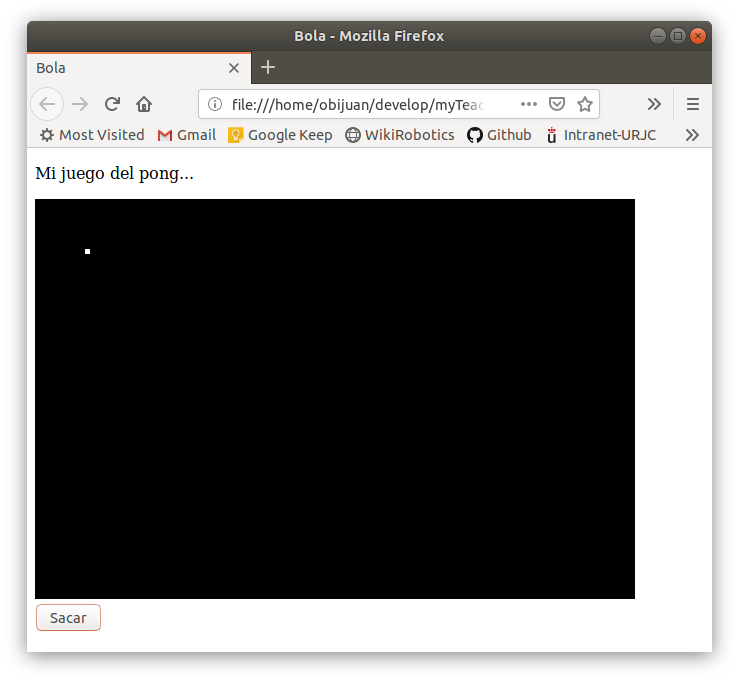 Bola - Mozilla Firefox
Bola
file:///home/obijuan/develop/myTeac
Most Visited Gmail Google Keep WikiRobotics Github Intranet-URJC
Mi juego del pong...
Sacar